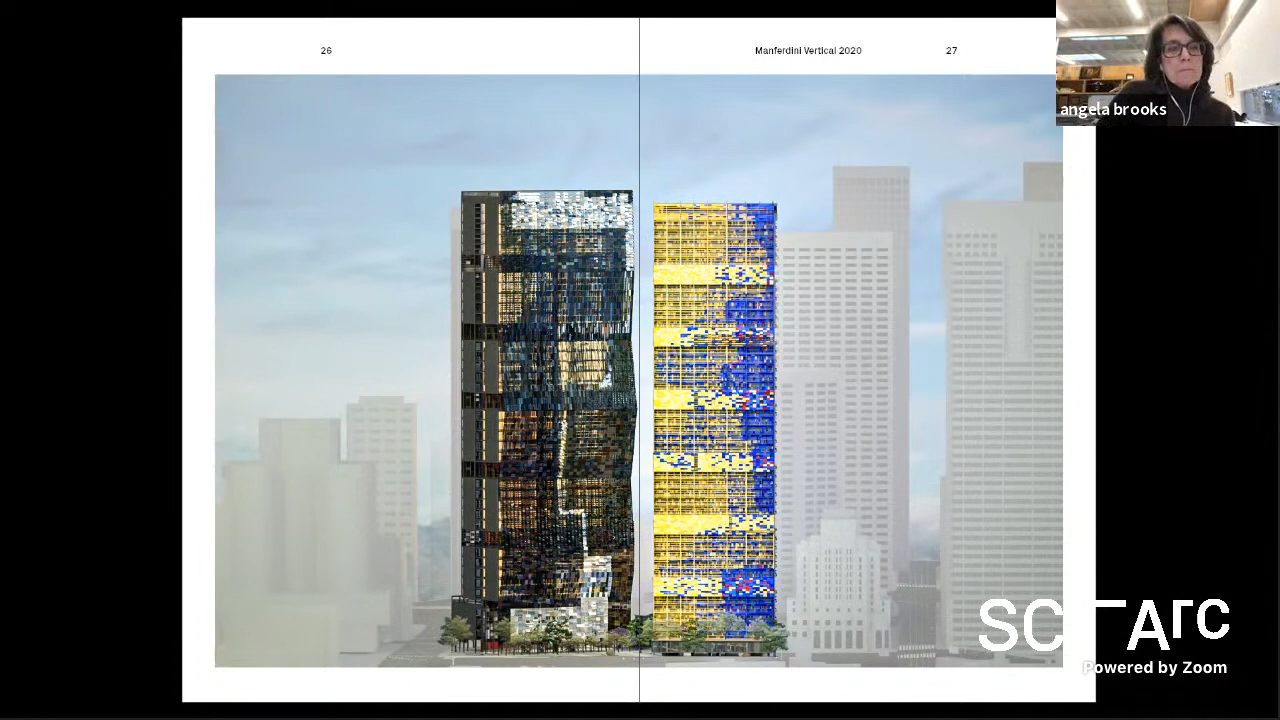 26
Manferdini Vertical 2020
27
angela brooks
SCI Arc
Powered by Zoom